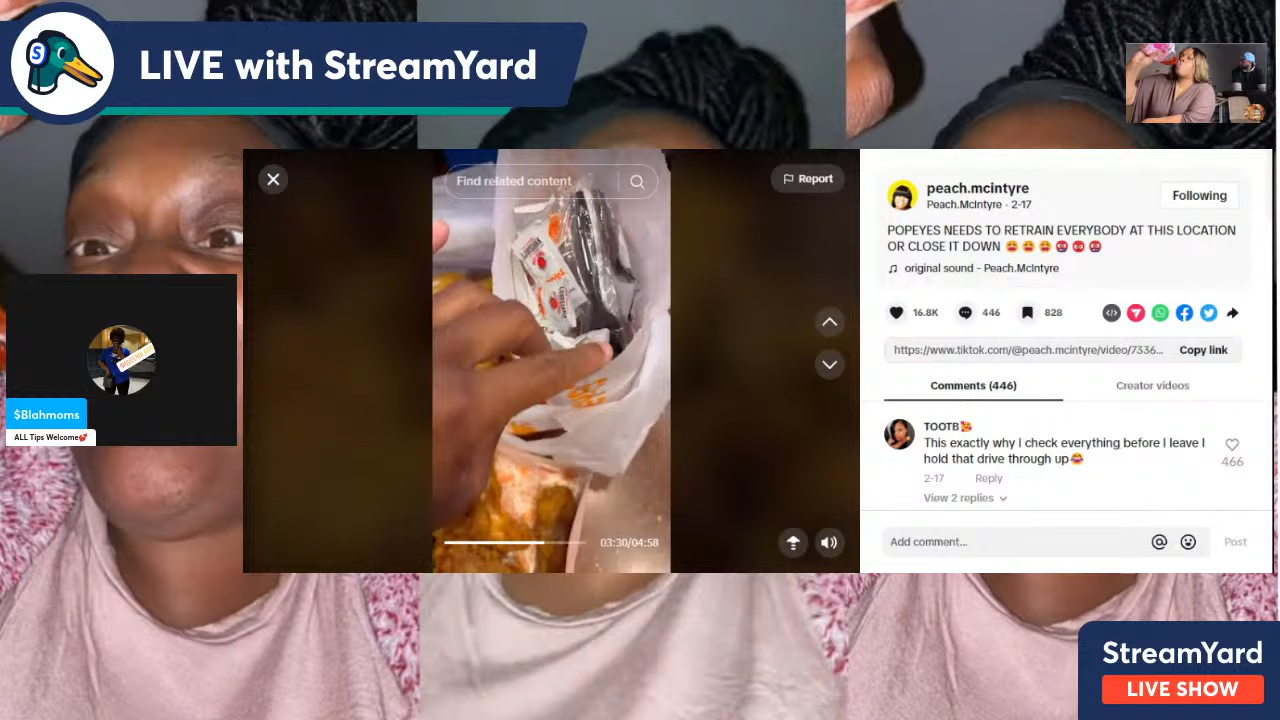 S
LIVE with StreamYard
Find related content
Report
peach.mcintyre
Peach.McIntyre · 2-17
Following
POPEYES NEEDS TO RETRAIN EVERYBODY AT THIS LOCATION
OR CLOSE IT DOWN 😩 😩 😩 👹 👹 👹
original sound - Peach.McIntyre
16.8K
446
828
https://www.tiktok.com/@peach.mcintyre/video/7336...
Copy link
Comments (446)
Creator videos
TOOTB🥰
This exactly why I check everything before I leave I
hold that drive through up😂
466
2-17
Reply
View 2 replies
03:30/04:58
Add comment...
Post
$Blahmoms
ALL Tips Welcome💋
StreamYard
LIVE SHOW